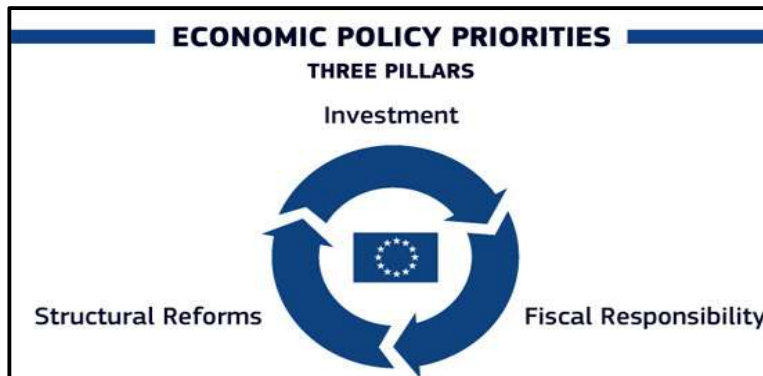 ECONOMIC POLICY PRIORITIES
THREE PILLARS
Investment
Structural Reforms
Fiscal Responsibility